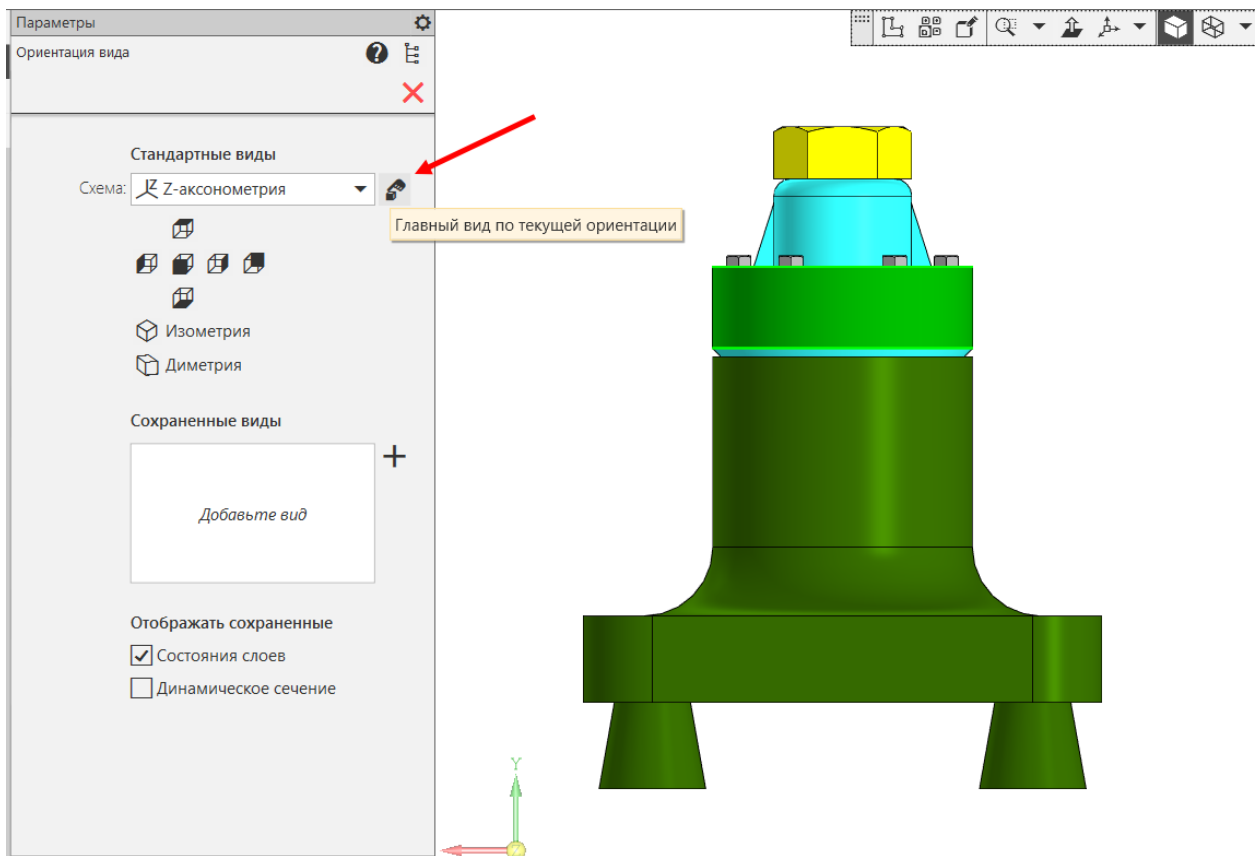 Параметры
Ориентация вида
Стандартные виды
Схема: Z Z-аксонометрия
Главный вид по текущей ориентации
Изометрия
Диметрия
Сохраненные виды
Добавьте вид
Отображать сохраненные
Состояния слоев
Динамическое сечение
Y
Z